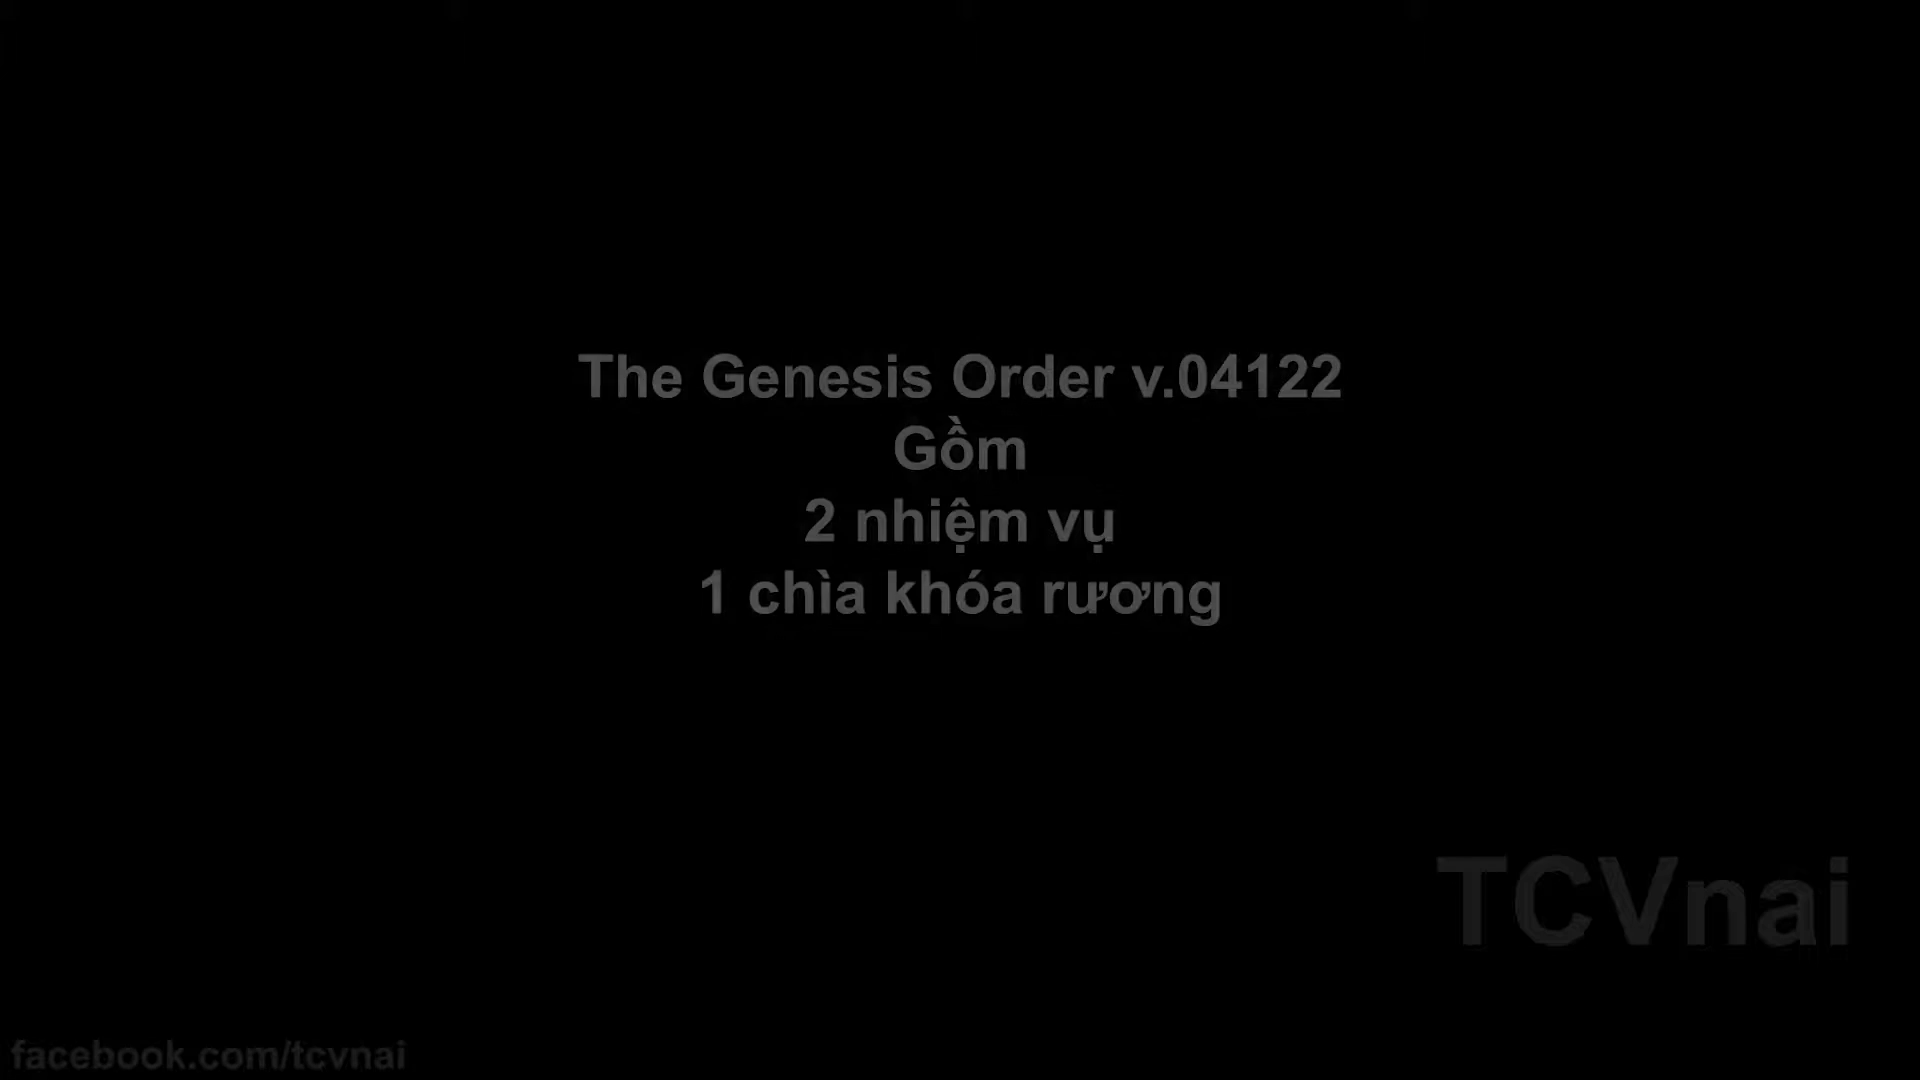 The Genesis Order v.04122
Gồm
2 nhiệm vụ
1 chìa khóa rương
TCVnai
facebook.com/tcvnai